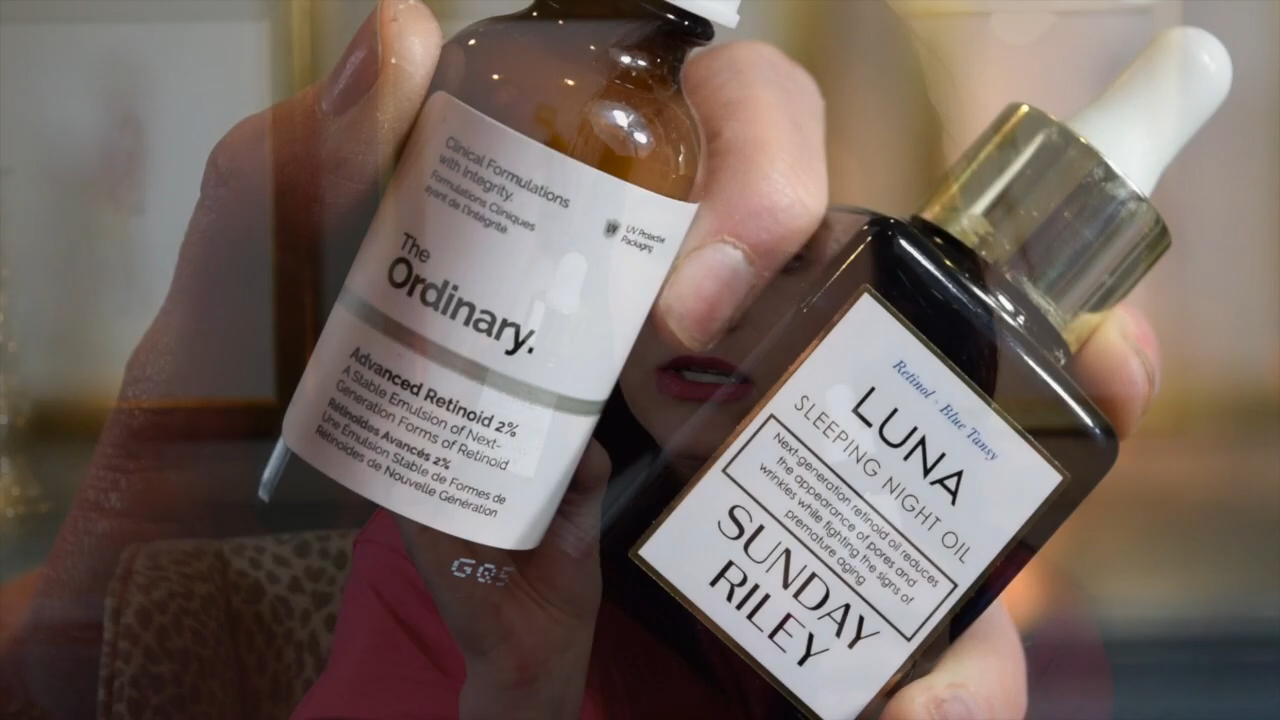 Clinical Formulations
with Integrity.
Formulations Cliniques
ayant de l'intégrité.
UV
UV Protective
Packaging
The
Ordinary.
Advanced Retinoid 2%
A Stable Emulsion of Next-
Generation Forms of Retinoid
Rétinoïdes Avancés 2%
Une Émulsion Stable de Formes de
Rétinoïdes de Nouvelle Génération
Retinol + Blue Tansy
LUNA
SLEEPING NIGHT OIL
Next-generation retinoid oil reduces
the appearance of pores and
wrinkles while fighting the signs of
premature aging
SUNDAY
RILEY